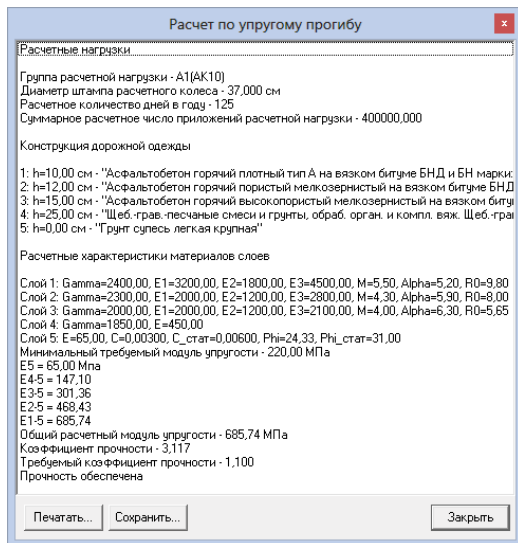 Расчет по упругому прогибу
x
Расчетные нагрузки
Группа расчетной нагрузки - А1(АК10)
Диаметр штампа расчетного колеса - 37,000 см
Расчетное количество дней в году - 125
Суммарное расчетное число приложений расчетной нагрузки - 400000,000
Конструкция дорожной одежды
1: h=10,00 см - "Асфальтобетон горячий плотный тип А на вязком битуме БНД и БН марки:
2: h=12,00 см - "Асфальтобетон горячий пористый мелкозернистый на вязком битуме БНД
3: h=15,00 см - "Асфальтобетон горячий высокопористый мелкозернистый на вязком биту
4: h=25,00 см - "Щеб.-грав.-песчаные смеси и грунты, обраб. орган. и компл. вяж. Щеб.-гра
5: h=0,00 см - "Грунт супесь легкая крупная"
Расчетные характеристики материалов слоев
Слой 1: Gamma=2400,00, E1=3200,00, E2=1800,00, E3=4500,00, M=5,50, Alpha=5,20, R0=9,80
Слой 2: Gamma=2300,00, E1=2000,00, E2=1200,00, E3=2800,00, M=4,30, Alpha=5,90, R0=8,00
Слой 3: Gamma=2000,00, E1=2000,00, E2=1200,00, E3=2100,00, M=4,00, Alpha=6,30, R0=5,65
Слой 4: Gamma=1850,00, E=450,00
Слой 5: E=65,00, C=0,00300, C_стат=0,00600, Phi=24,33, Phi_стат=31,00
Минимальный требуемый модуль упругости - 220,00 МПа
E5 = 65,00 Мпа
E4-5 = 147,10
E3-5 = 301,36
E2-5 = 468,43
E1-5 = 685,74
Общий расчетный модуль упругости - 685,74 МПа
Коэффициент прочности - 3,117
Требуемый коэффициент прочности - 1,100
Прочность обеспечена
Печатать... Сохранить... Закрыть